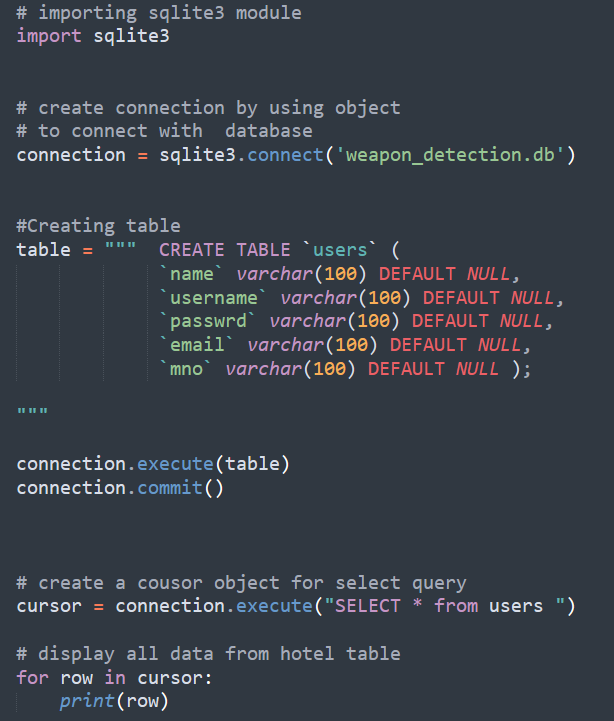 # importing sqlite3 module
import sqlite3
# create connection by using object
# to connect with  database
connection = sqlite3.connect('weapon_detection.db')
#Creating table
table = """  CREATE TABLE `users` (
`name` varchar(100) DEFAULT NULL,
`username` varchar(100) DEFAULT NULL,
`passwrd` varchar(100) DEFAULT NULL,
`email` varchar(100) DEFAULT NULL,
`mno` varchar(100) DEFAULT NULL );
"""
connection.execute(table)
connection.commit()
# create a cousor object for select query
cursor = connection.execute("SELECT * from users ")
# display all data from hotel table
for row in cursor:
    print(row)